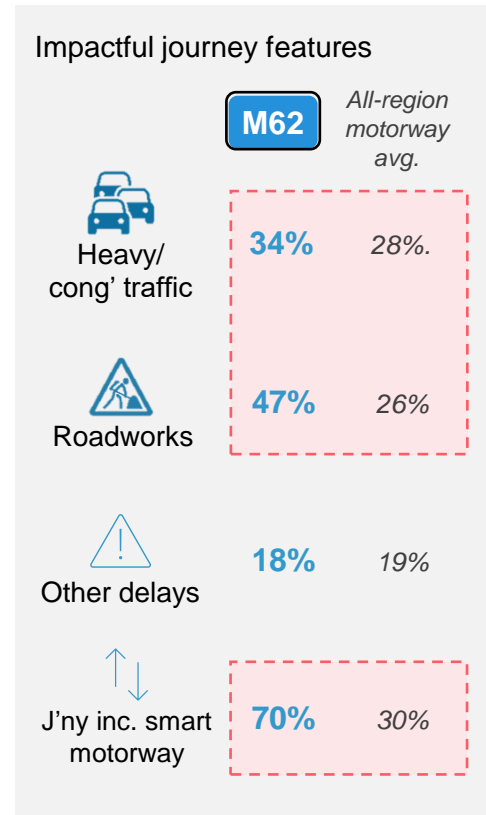 Impactful journey features
M62
All-region
motorway
avg.
Heavy/
cong’ traffic
34%
28%.
Roadworks
47%
26%
Other delays
18%
19%
J’ny inc. smart
motorway
70%
30%